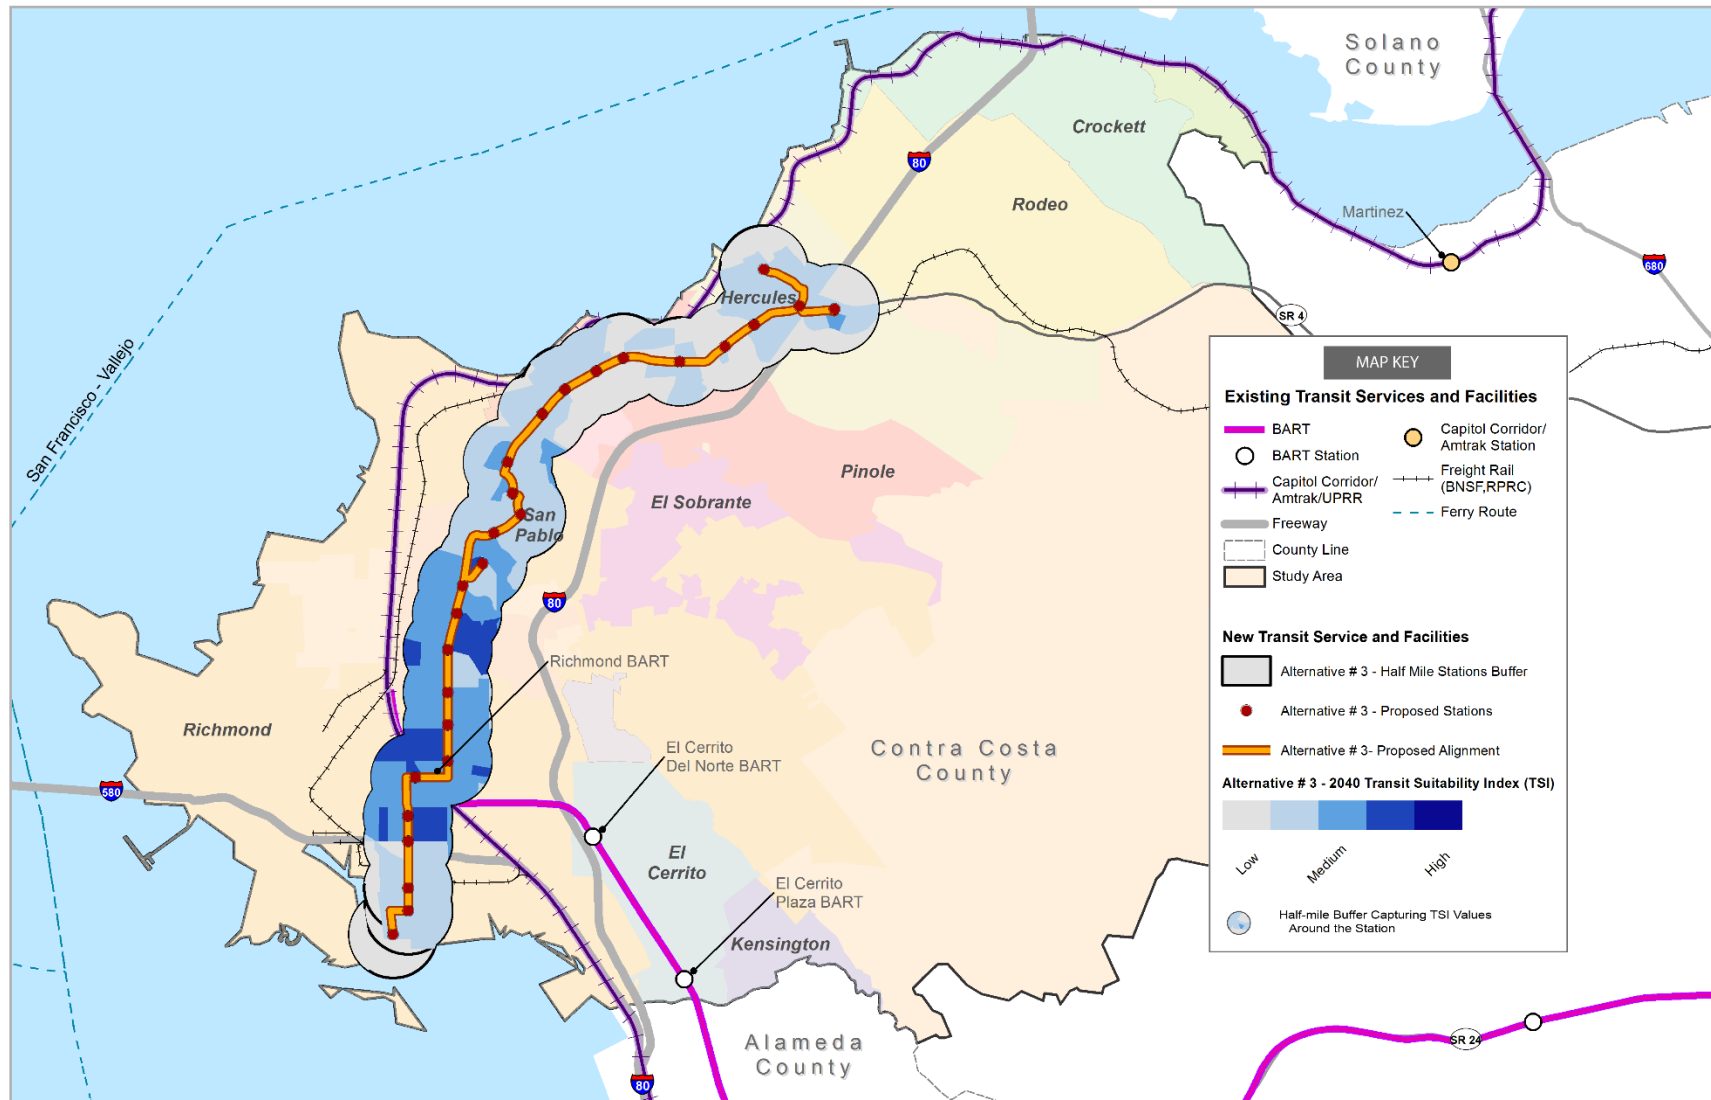 Solano
County
Crockett
80
Rodeo
Martinez
680
Hercules
SR 4
San Francisco - Vallejo
Pinole
El Sobrante
San
Pablo
80
Richmond BART
Richmond
El Cerrito
Del Norte BART
Contra Costa
County
580
El
Cerrito
El Cerrito
Plaza BART
Kensington
Alameda
County
SR 24
80
MAP KEY
Existing Transit Services and Facilities
BART
BART Station
Capitol Corridor/
Amtrak/UPRR
Freeway
County Line
Study Area
Capitol Corridor/
Amtrak Station
Freight Rail
(BNSF,RPRC)
Ferry Route
New Transit Service and Facilities
Alternative # 3 - Half Mile Stations Buffer
Alternative # 3 - Proposed Stations
Alternative # 3- Proposed Alignment
Alternative # 3 - 2040 Transit Suitability Index (TSI)
Low
Medium
High
Half-mile Buffer Capturing TSI Values
Around the Station